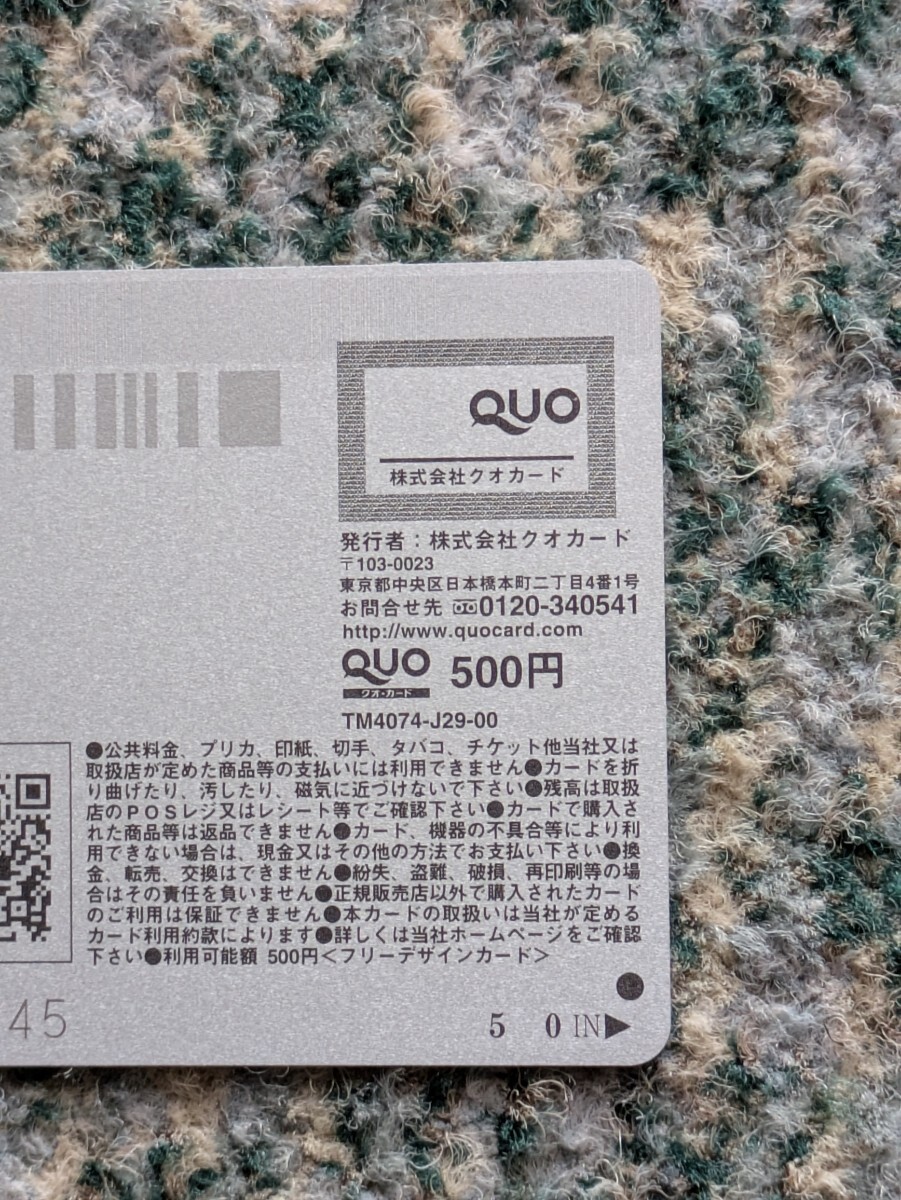 QUO
株式会社クオカード
発行者：株式会社クオカード
〒103-0023
東京都中央区日本橋本町二丁目4番1号
お問合せ先 0120-340541
http://www.quocard.com
QUO 500円
クオ・カード
TM4074-J29-00
●公共料金、プリカ、印紙、切手、タバコ、チケット他当社又は
取扱店が定めた商品等の支払いには利用できません●カードを折
り曲げたり、汚したり、磁気に近づけないで下さい●残高は取扱
店のPOSレジ又はレシート等でご確認下さい●カードで購入さ
れた商品等は返品できません●カード、機器の不具合等により利
用できない場合は、現金又はその他の方法でお支払い下さい●換
金、転売、交換はできません●紛失、盗難、破損、再印刷等の場
合はその責任を負いません●正規販売店以外で購入されたカード
のご利用は保証できません●本カードの取扱いは当社が定める
カード利用約款によります●詳しくは当社ホームページをご確認
下さい●利用可能額 500円<フリーデザインカード>
45
5 0 IN▶